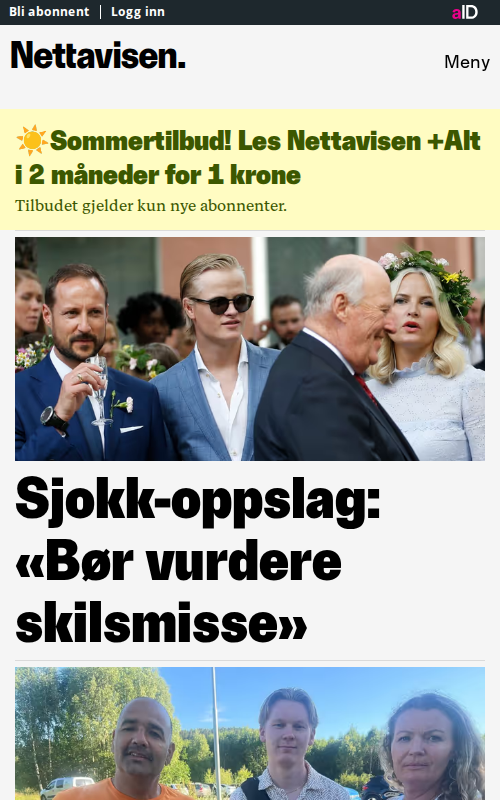 Bli abonnent | Logg inn
aID
Nettavisen.
Meny
☀️Sommertilbud! Les Nettavisen +Alt
i 2 måneder for 1 krone
Tilbudet gjelder kun nye abonnenter.
Sjokk-oppslag:
«Bør vurdere
skilsmisse»